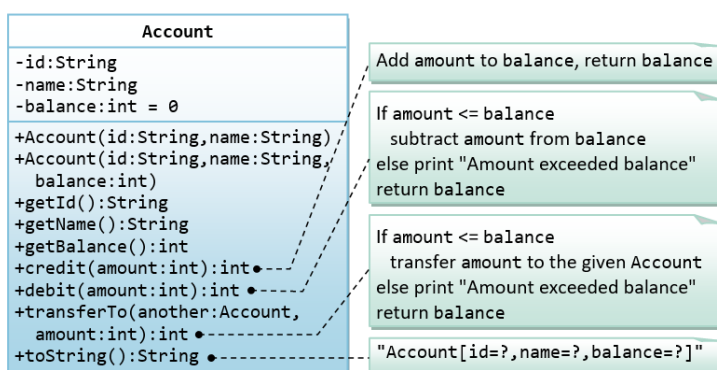 Account
-id:String
-name:String
-balance:int = 0
+Account(id:String,name:String)
+Account(id:String,name:String,
balance:int)
+getId():String
+getName():String
+getBalance():int
+credit(amount:int):int
+debit(amount:int):int
+transferTo(another:Account,
amount:int):int
+toString():String
Add amount to balance, return balance
If amount <= balance
subtract amount from balance
else print "Amount exceeded balance"
return balance
If amount <= balance
transfer amount to the given Account
else print "Amount exceeded balance"
return balance
"Account[id=?,name=?,balance=?]"